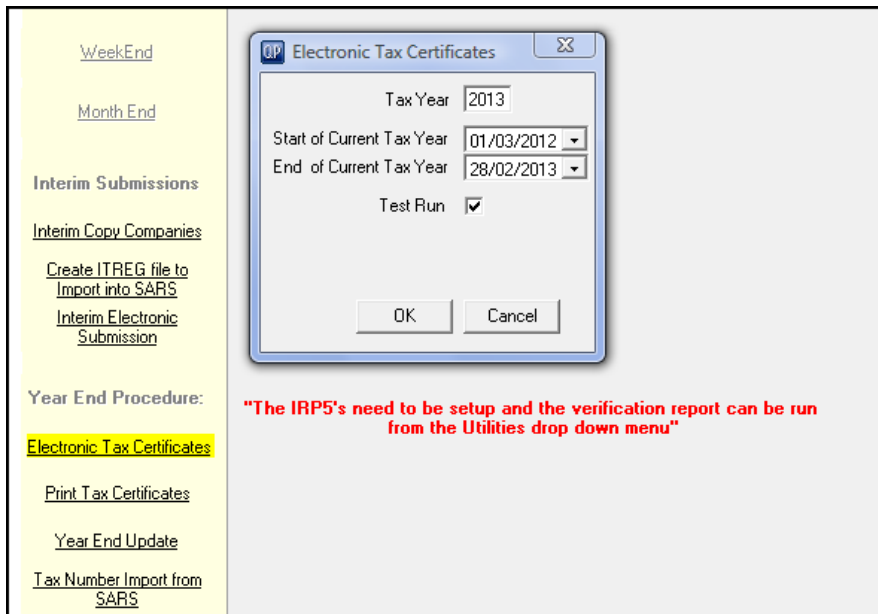 WeekEnd
Month End
Interim Submissions
Interim Copy Companies
Create ITREG file to
Import into SARS
Interim Electronic
Submission
Year End Procedure:
Electronic Tax Certificates
Print Tax Certificates
Year End Update
Tax Number Import from
SARS
QP Electronic Tax Certificates
Tax Year 2013
Start of Current Tax Year 01/03/2012
End of Current Tax Year 28/02/2013
Test Run
OK Cancel
"The IRP5's need to be setup and the verification report can be run
from the Utilities drop down menu"